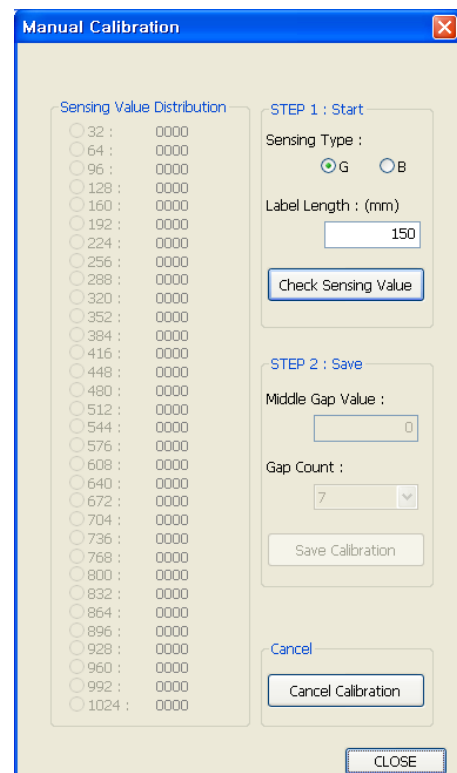 Manual Calibration
Sensing Value Distribution
32 : 0000
64 : 0000
96 : 0000
128 : 0000
160 : 0000
192 : 0000
224 : 0000
256 : 0000
288 : 0000
320 : 0000
352 : 0000
384 : 0000
416 : 0000
448 : 0000
480 : 0000
512 : 0000
544 : 0000
576 : 0000
608 : 0000
640 : 0000
672 : 0000
704 : 0000
736 : 0000
768 : 0000
800 : 0000
832 : 0000
864 : 0000
896 : 0000
928 : 0000
960 : 0000
992 : 0000
1024 : 0000
STEP 1 : Start
Sensing Type :
G B
Label Length : (mm)
150
Check Sensing Value
STEP 2 : Save
Middle Gap Value :
0
Gap Count :
7
Save Calibration
Cancel
Cancel Calibration
CLOSE